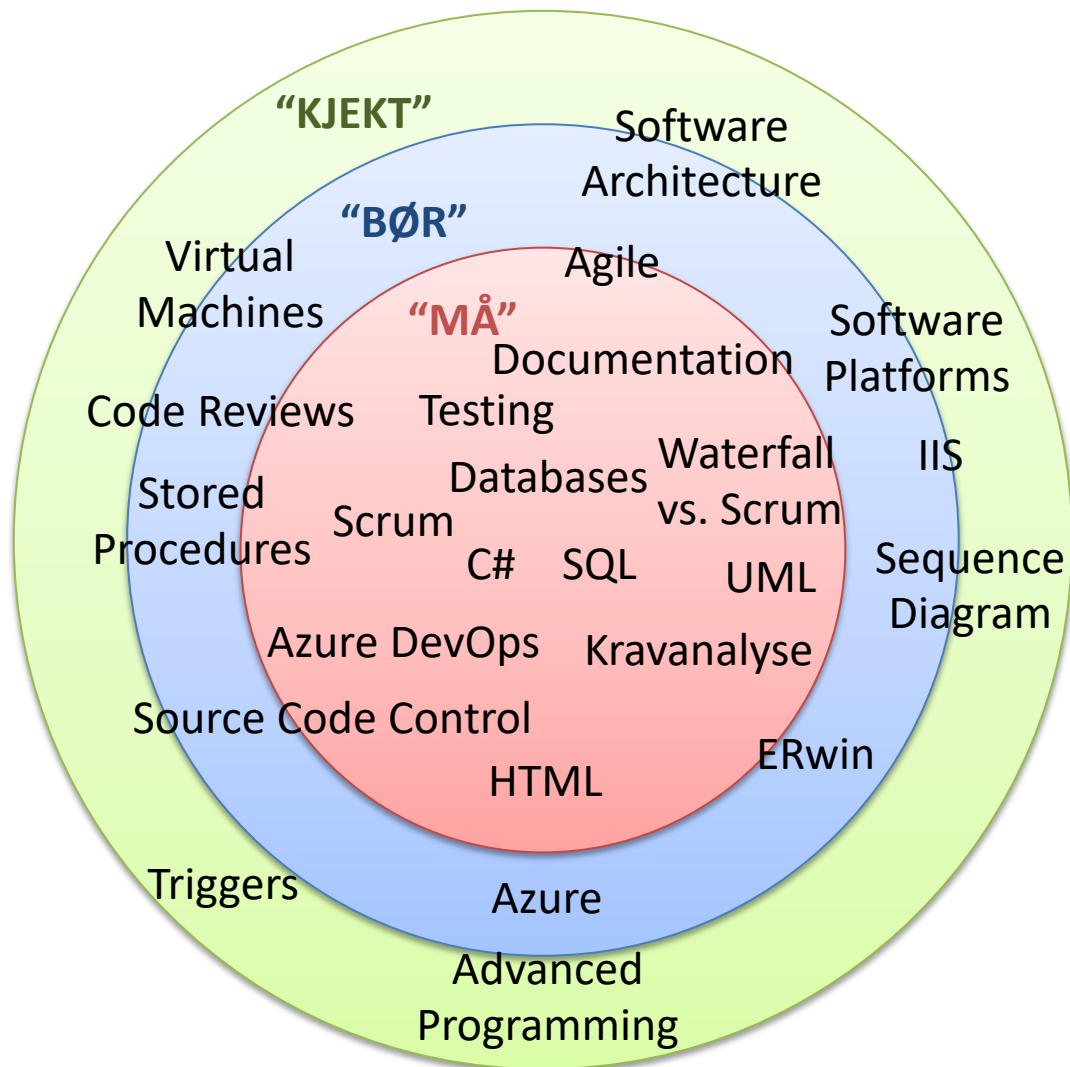 “KJEKT”
Software
Architecture
“BØR”
Virtual
Machines
Agile
“MÅ”
Software
Platforms
Documentation
Code Reviews
Testing
Waterfall
vs. Scrum
IIS
Databases
Stored
Procedures
Scrum
C#
SQL
UML
Sequence
Diagram
Azure DevOps
Kravanalyse
Source Code Control
ERwin
HTML
Triggers
Azure
Advanced
Programming